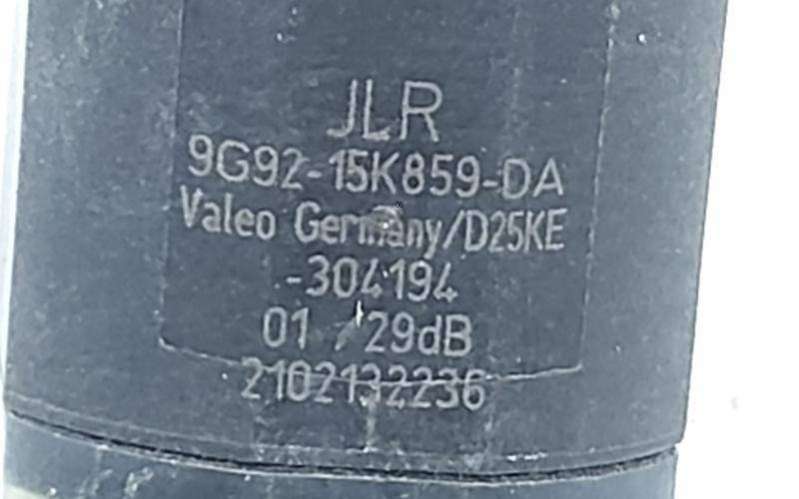 JLR
9G92-15K859-DA
Valeo Germany/D25KE
-304194
01 / 29dB
2102132236